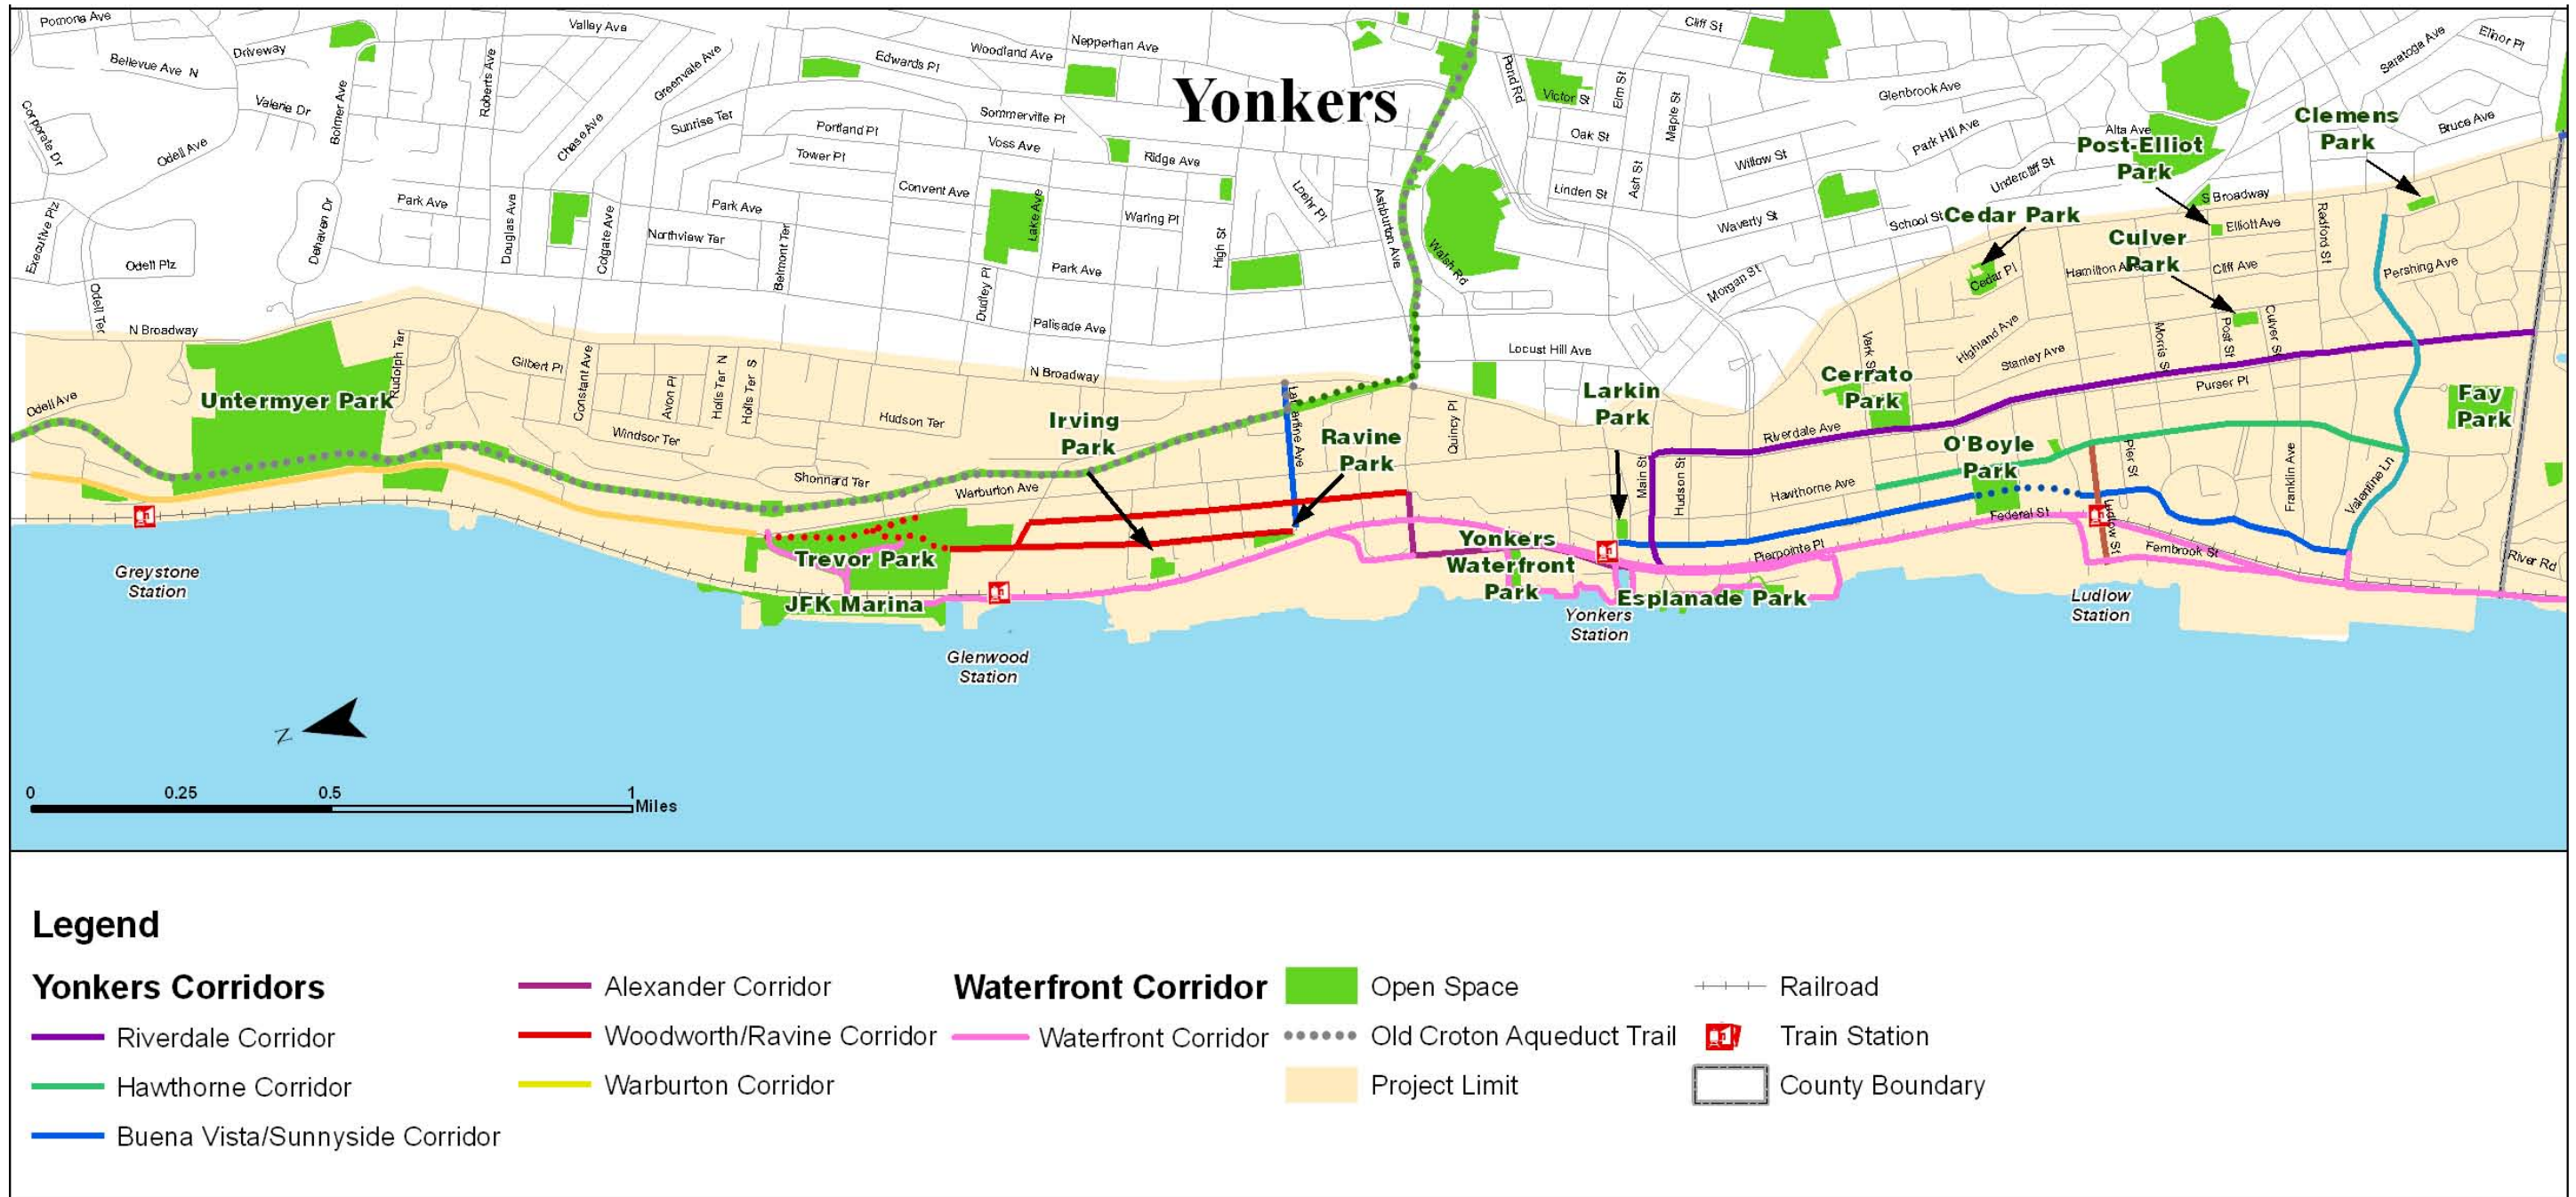 Yonkers
Pomona Ave
Bellevue Ave N
Driveway
Valerie Dr
Corporate Dr
Odell Ave
Bolmer Ave
Roberts Ave
Valley Ave
Greenvale Ave
Chase Ave
Sunrise Ter
Edwards Pl
Woodland Ave
Nepperhan Ave
Sommerville Pl
Portland Pl
Voss Ave
Tower Pl
Ridge Ave
Convent Ave
Executive Plz
Odell Plz
Odell Ter
Deahaven Dr
Park Ave
Douglas Ave
Colgate Ave
Park Ave
Northview Ter
Belmont Ter
Lake Ave
Dudley Pl
Waring Pl
High St
Park Ave
Palisade Ave
Loehr Pl
Ashburton Ave
Walsh Rd
Pond Rd
Victor St
Elm St
Maple St
Oak St
Ash St
Linden St
Cliff St
Glenbrook Ave
Willow St
Park Hill Ave
Undercliff St
Waverly St
School St
Morgan St
Saratoga Ave
Elinor Pl
Bruce Ave
Alta Ave
Clemens
Park
Post-Elliot
Park
S Broadway
Elliott Ave
Radford St
Cedar Park
Cedar Pl
Culver
Park
Hamilton Ave
Cliff Ave
Pershing Ave
N Broadway
Untermyer Park
Rudolph Ter
Odell Ave
Gilbert Pl
Constant Ave
Avon Pl
Holls Ter N
Holls Ter S
Windsor Ter
Hudson Ter
Shonnard Ter
Warburton Ave
N Broadway
Irving
Park
Ravine
Park
Quincy Pl
Locust Hill Ave
Larkin
Park
Main St
Hudson St
Riverdale Ave
Cerrato
Park
Highland Ave
Stanley Ave
Morris St
Post St
Culver St
Purser Pl
Fay
Park
O'Boyle
Park
Hawthorne Ave
Pier St
Franklin Ave
Valentine Ln
Federal St
Ludlow St
Pierpointe Pl
Fernbrook St
River Rd
Trevor Park
JFK Marina
Yonkers
Waterfront
Park
Esplanade Park
Greystone
Station
Glenwood
Station
Yonkers
Station
Ludlow
Station
N
0 0.25 0.5 1
Miles
Legend
Yonkers Corridors
Riverdale Corridor
Hawthorne Corridor
Buena Vista/Sunnyside Corridor
Alexander Corridor
Woodworth/Ravine Corridor
Warburton Corridor
Waterfront Corridor
Waterfront Corridor
Open Space
Old Croton Aqueduct Trail
Project Limit
Railroad
Train Station
County Boundary